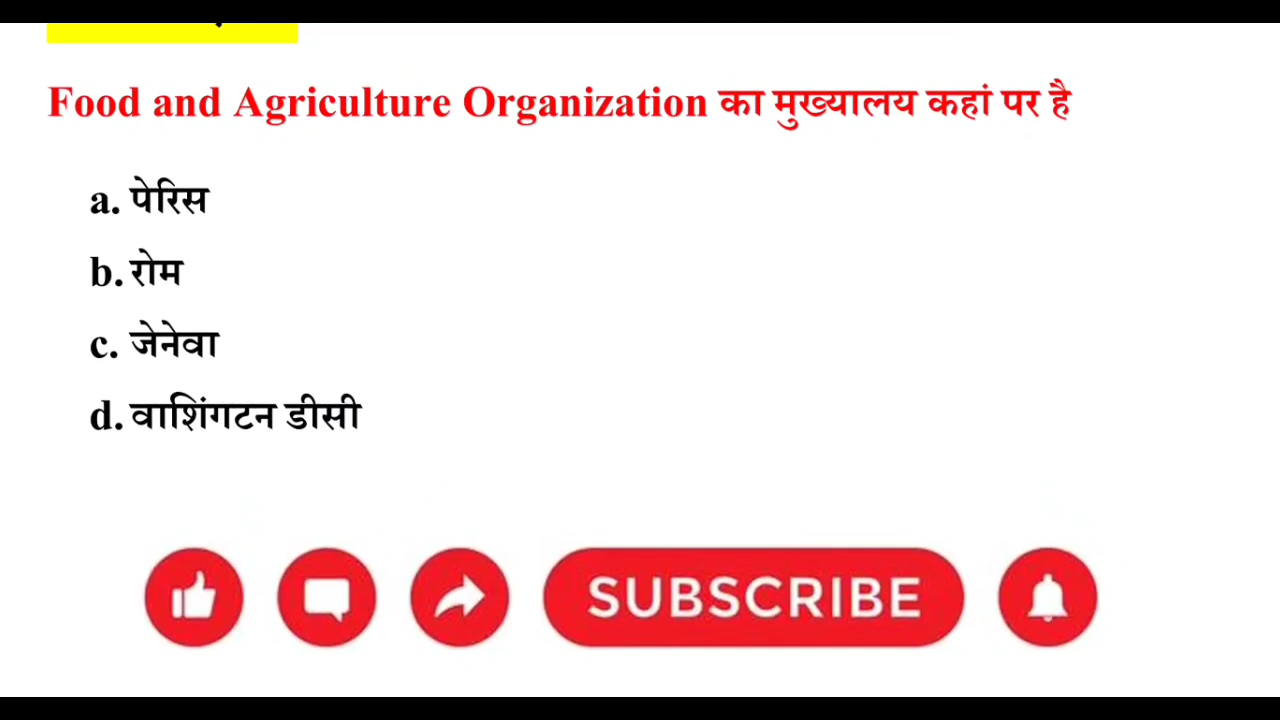 Food and Agriculture Organization का मुख्यालय कहां पर है
a. पेरिस
b. रोम
c. जेनेवा
d. वाशिंगटन डीसी
SUBSCRIBE